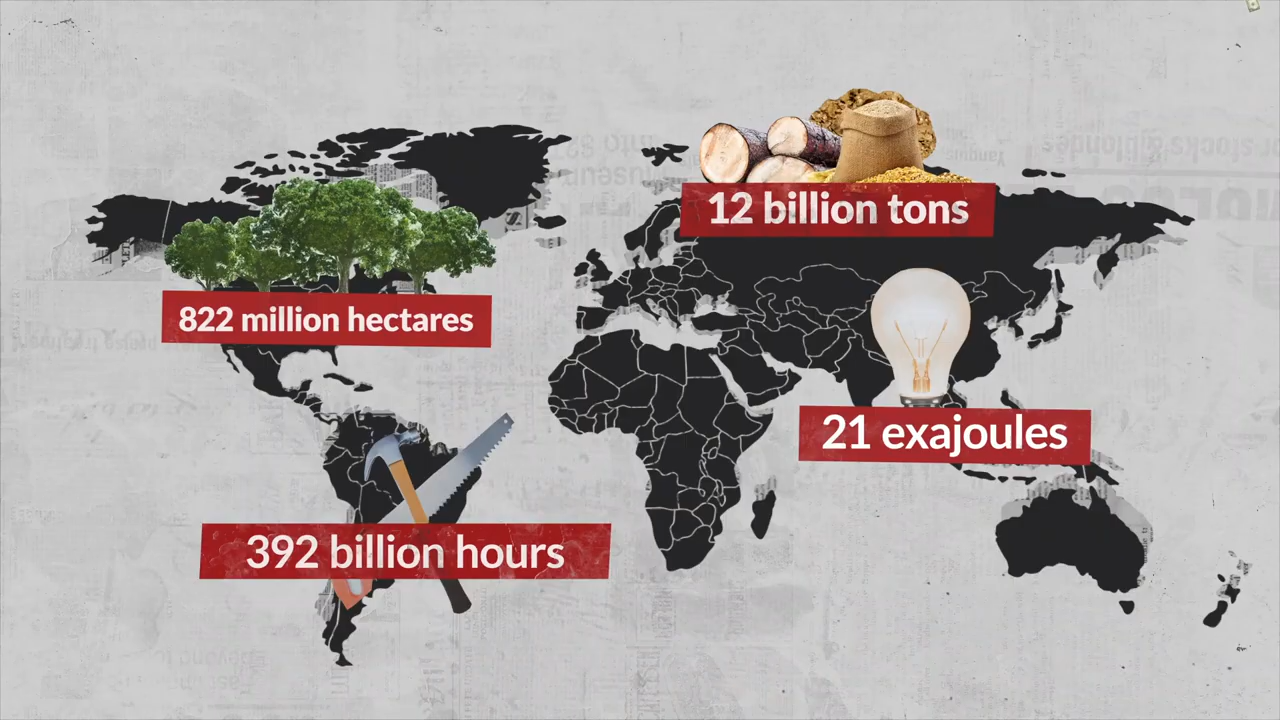 12 billion tons
822 million hectares
21 exajoules
392 billion hours